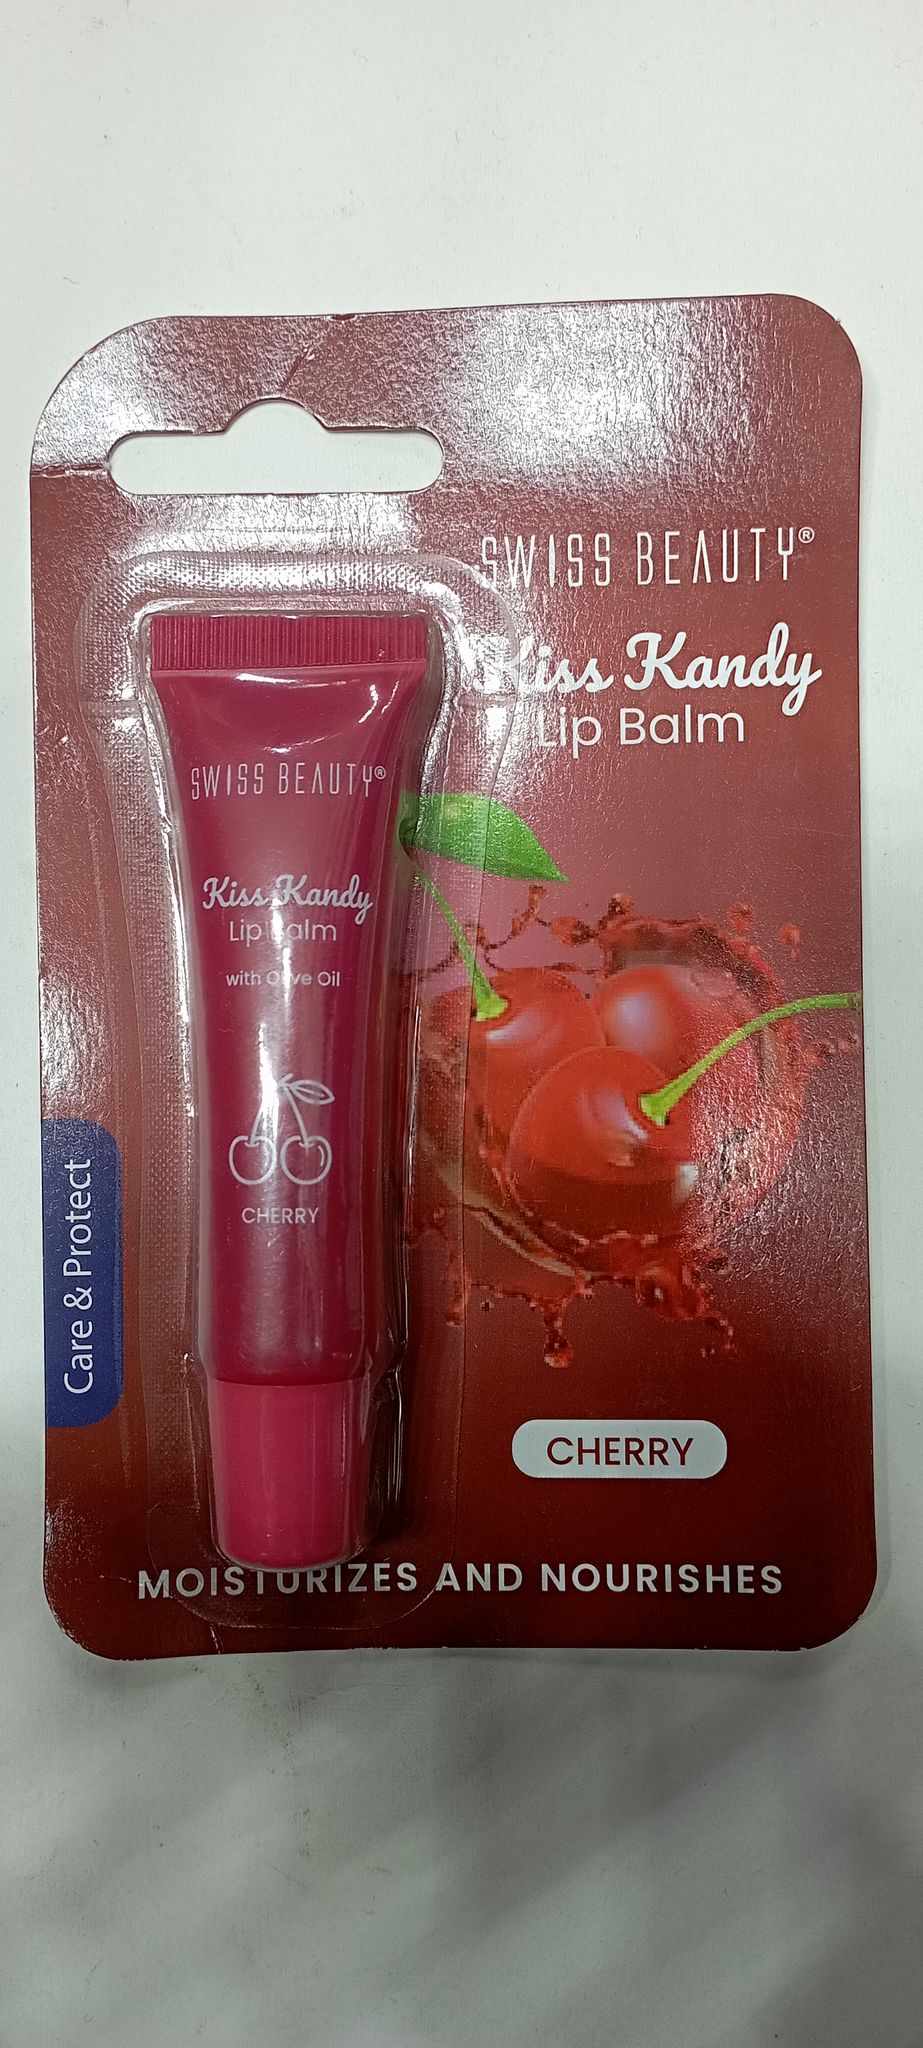 SWISS BEAUTY®
Kiss Kandy
Lip Balm
SWISS BEAUTY®
Kiss Kandy
Lip Balm
with Olive Oil
CHERRY
Care & Protect
CHERRY
MOISTURIZES AND NOURISHES